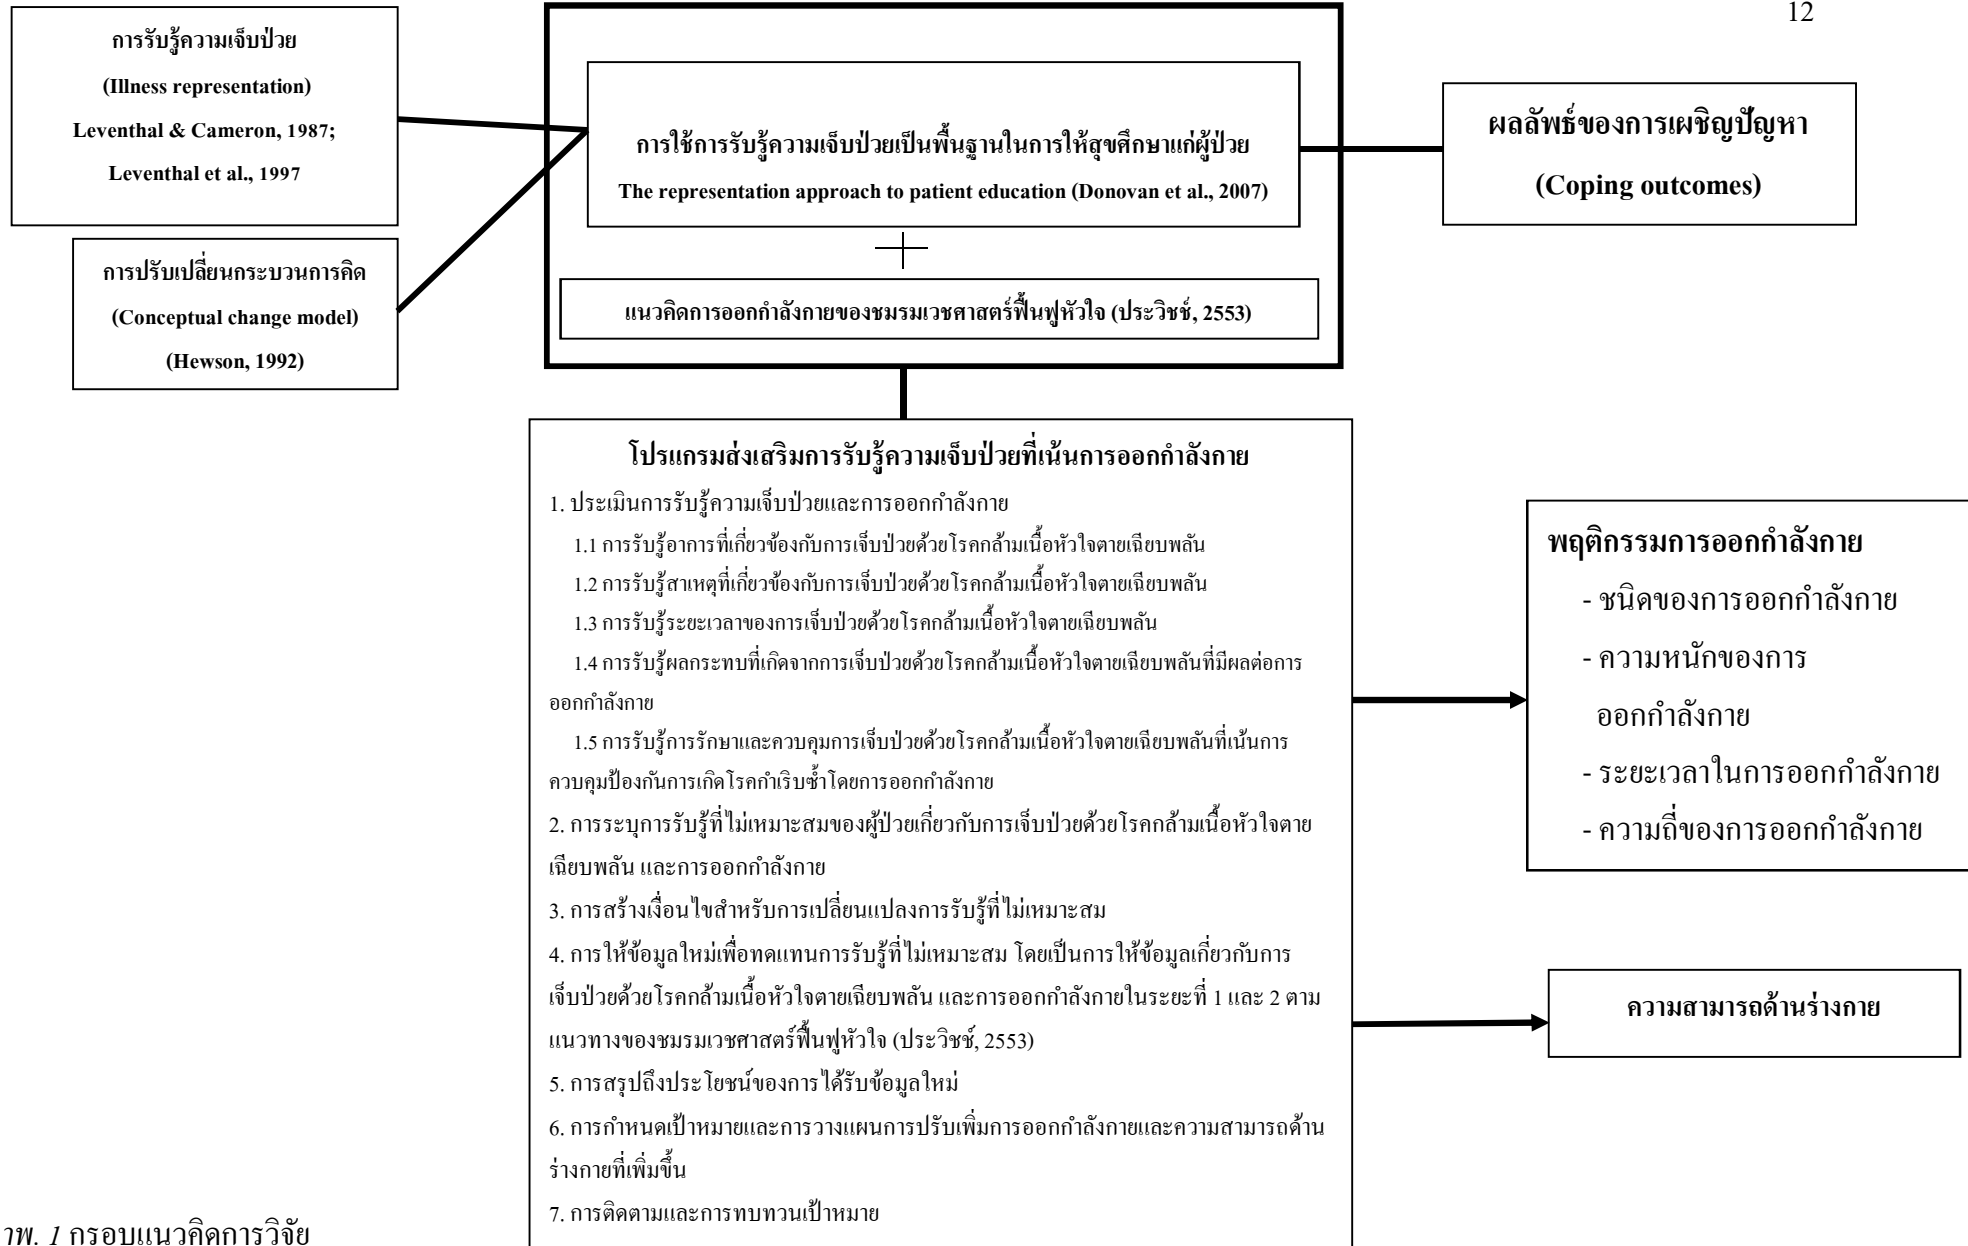 12
การรับรู้ความเจ็บป่วย
(Illness representation)
Leventhal & Cameron, 1987;
Leventhal et al., 1997
การปรับเปลี่ยนกระบวนการคิด
(Conceptual change model)
(Hewson, 1992)
การใช้การรับรู้ความเจ็บป่วยเป็นพื้นฐานในการให้สุขศึกษาแก่ผู้ป่วย
The representation approach to patient education (Donovan et al., 2007)
แนวคิดการออกกำลังกายของชมรมเวชศาสตร์ฟื้นฟูหัวใจ (ประวิชช์, 2553)
ผลลัพธ์ของการเผชิญปัญหา
(Coping outcomes)
โปรแกรมส่งเสริมการรับรู้ความเจ็บป่วยที่เน้นการออกกำลังกาย
1. ประเมินการรับรู้ความเจ็บป่วยและการออกกำลังกาย
1.1 การรับรู้อาการที่เกี่ยวข้องกับการเจ็บป่วยด้วยโรคกล้ามเนื้อหัวใจตายเฉียบพลัน
1.2 การรับรู้สาเหตุที่เกี่ยวข้องกับการเจ็บป่วยด้วยโรคกล้ามเนื้อหัวใจตายเฉียบพลัน
1.3 การรับรู้ระยะเวลาของการเจ็บป่วยด้วยโรคกล้ามเนื้อหัวใจตายเฉียบพลัน
1.4 การรับรู้ผลกระทบที่เกิดจากการเจ็บป่วยด้วยโรคกล้ามเนื้อหัวใจตายเฉียบพลันที่มีผลต่อการ
ออกกำลังกาย
1.5 การรับรู้การรักษาและควบคุมการเจ็บป่วยด้วยโรคกล้ามเนื้อหัวใจตายเฉียบพลันที่เน้นการ
ควบคุมป้องกันการเกิดโรคกำเริบซ้ำโดยการออกกำลังกาย
2. การระบุการรับรู้ที่ไม่เหมาะสมของผู้ป่วยเกี่ยวกับการเจ็บป่วยด้วยโรคกล้ามเนื้อหัวใจตาย
เฉียบพลัน และการออกกำลังกาย
3. การสร้างเงื่อนไขสำหรับการเปลี่ยนแปลงการรับรู้ที่ไม่เหมาะสม
4. การให้ข้อมูลใหม่เพื่อทดแทนการรับรู้ที่ไม่เหมาะสม โดยเป็นการให้ข้อมูลเกี่ยวกับการ
เจ็บป่วยด้วยโรคกล้ามเนื้อหัวใจตายเฉียบพลัน และการออกกำลังกายในระยะที่ 1 และ 2 ตาม
แนวทางของชมรมเวชศาสตร์ฟื้นฟูหัวใจ (ประวิชช์, 2553)
5. การสรุปถึงประโยชน์ของการได้รับข้อมูลใหม่
6. การกำหนดเป้าหมายและการวางแผนการปรับเพิ่มการออกกำลังกายและความสามารถด้าน
ร่างกายที่เพิ่มขึ้น
7. การติดตามและการทบทวนเป้าหมาย
พฤติกรรมการออกกำลังกาย
- ชนิดของการออกกำลังกาย
- ความหนักของการ
ออกกำลังกาย
- ระยะเวลาในการออกกำลังกาย
- ความถี่ของการออกกำลังกาย
ความสามารถด้านร่างกาย
าพ. 1 กรอบแนวคิดการวิจัย